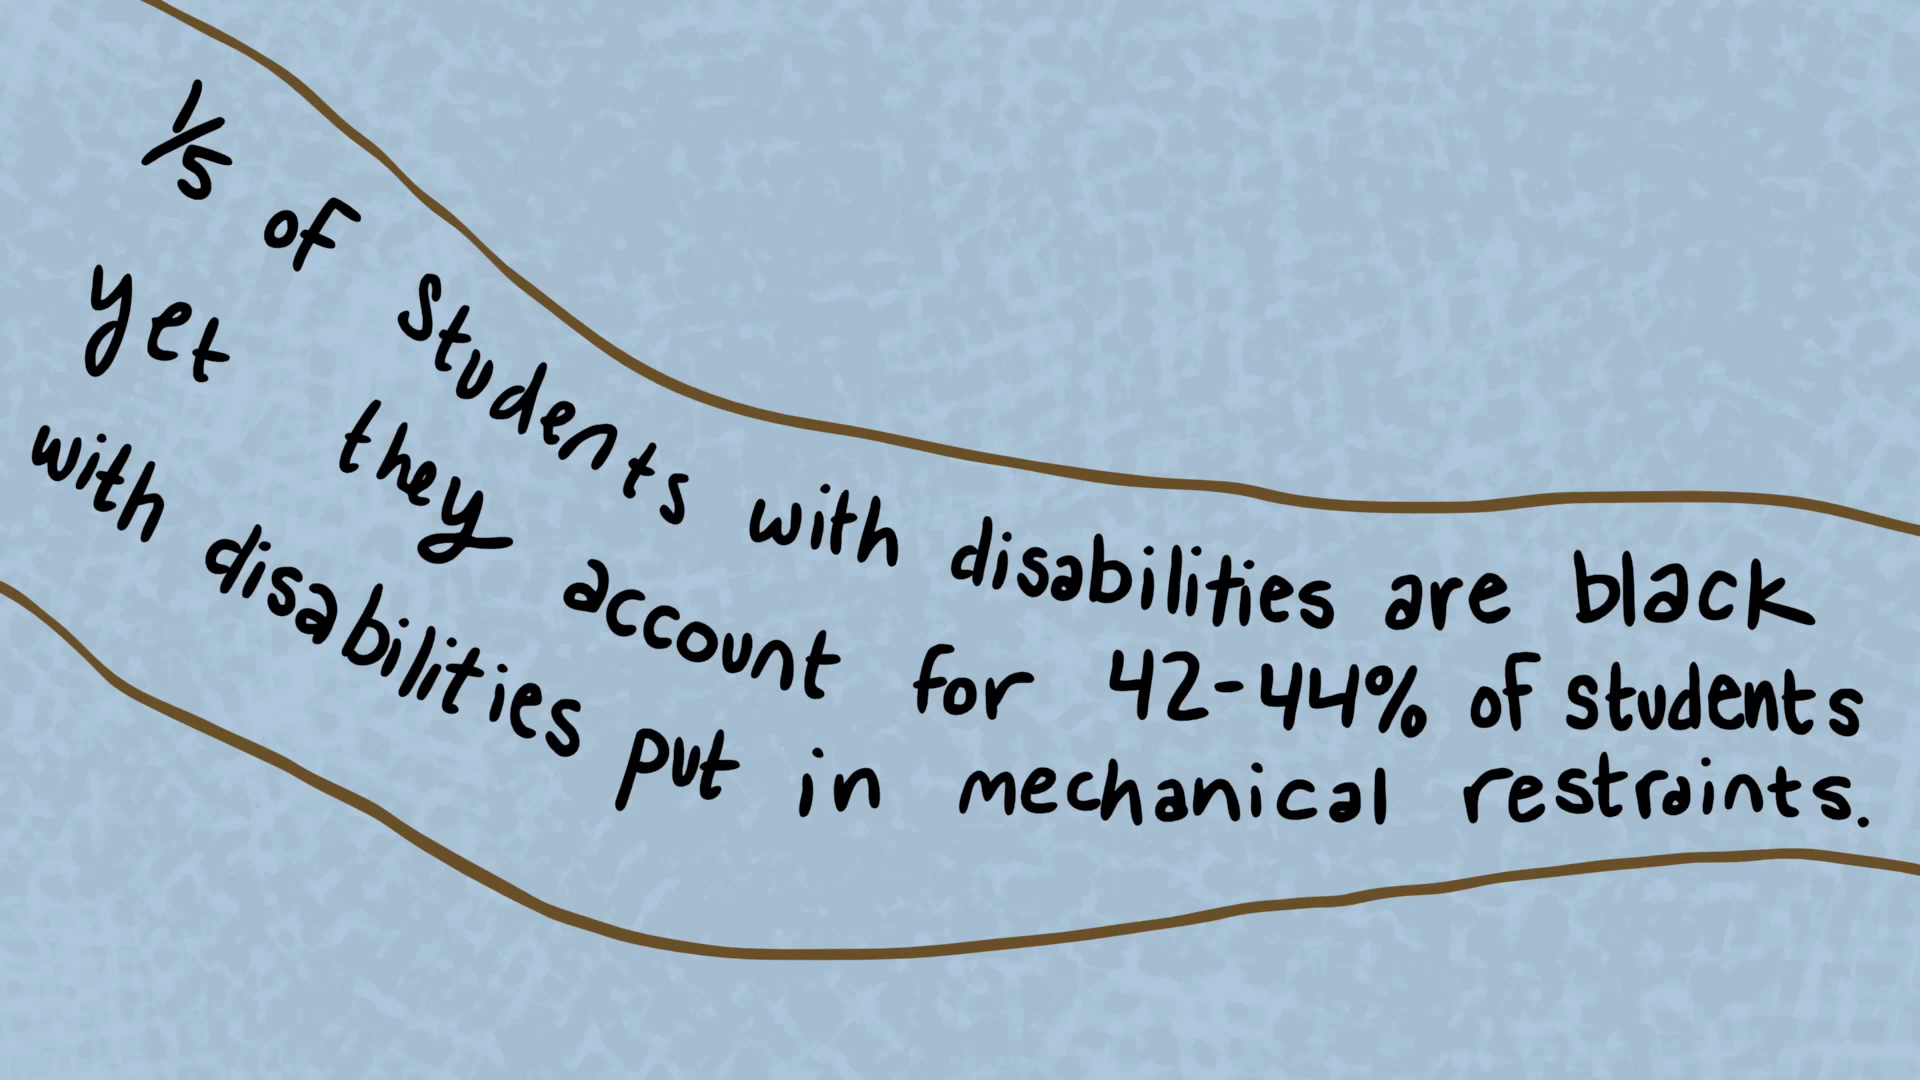 1/5 of students with disabilities are black
yet they account for 42-44% of students
with disabilities put in mechanical restraints.